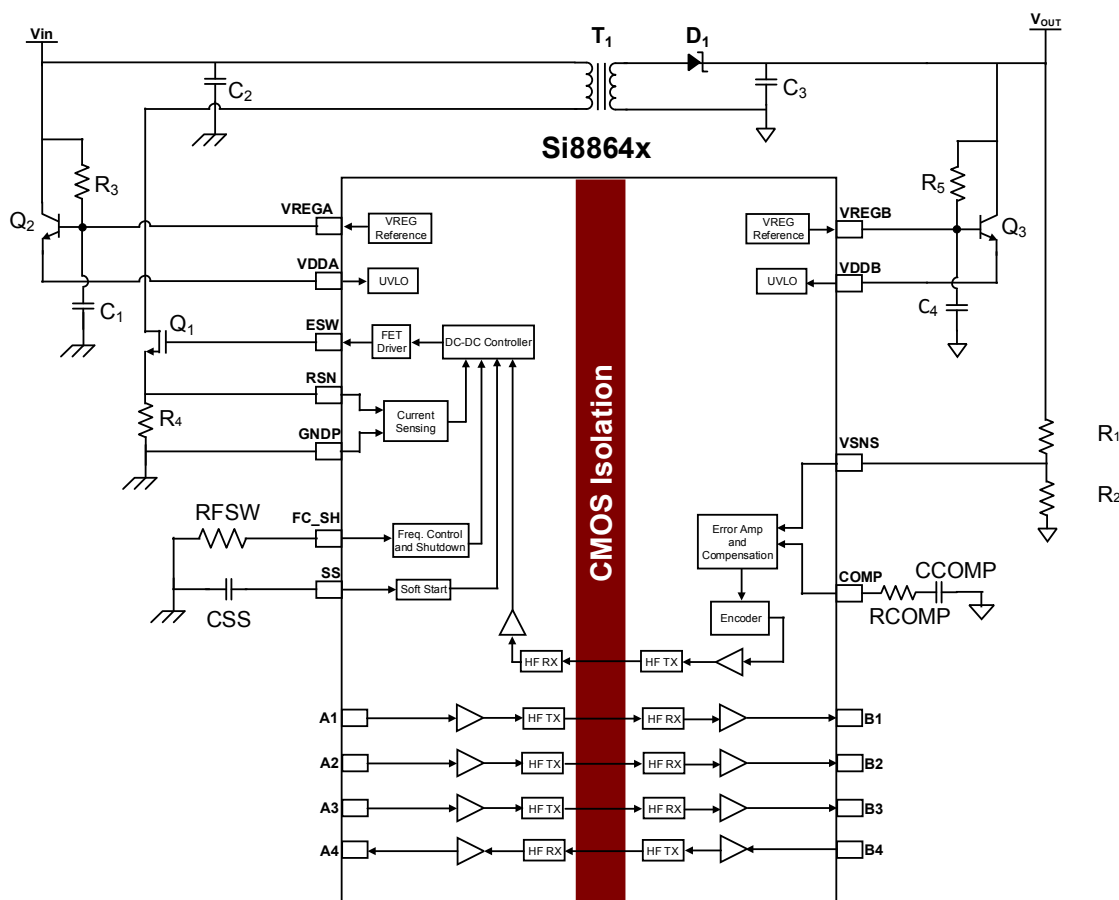 Vin
T1
D1
VOUT
C2
C3
Si8864x
R3
R5
Q2
VREGA
VREG
Reference
VREG
Reference
VREGB
Q3
VDDA
UVLO
UVLO
VDDB
C1
C4
Q1
ESW
FET
Driver
DC-DC Controller
RSN
R4
Current
Sensing
GNDP
CMOS Isolation
VSNS
R1
R2
RFSW
FC_SH
Freq. Control
and Shutdown
Error Amp
and
Compensation
SS
Soft Start
CSS
COMP
CCOMP
RCOMP
Encoder
HF RX
HF TX
A1
HF TX
HF RX
B1
A2
HF TX
HF RX
B2
A3
HF TX
HF RX
B3
A4
HF RX
HF TX
B4